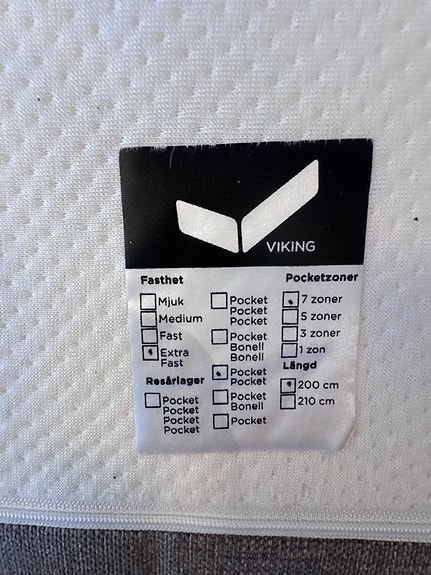 VIKING
Fasthet
Mjuk
Medium
Fast
Extra
Fast
Resårlager
Pocket
Pocket
Pocket
Pocket
Pocket
Pocket
Pocket
Pocket
Bonell
Bonell
Pocket
Pocket
Pocket
Bonell
Pocket
Pocketzoner
7 zoner
5 zoner
3 zoner
1 zon
Längd
200 cm
210 cm